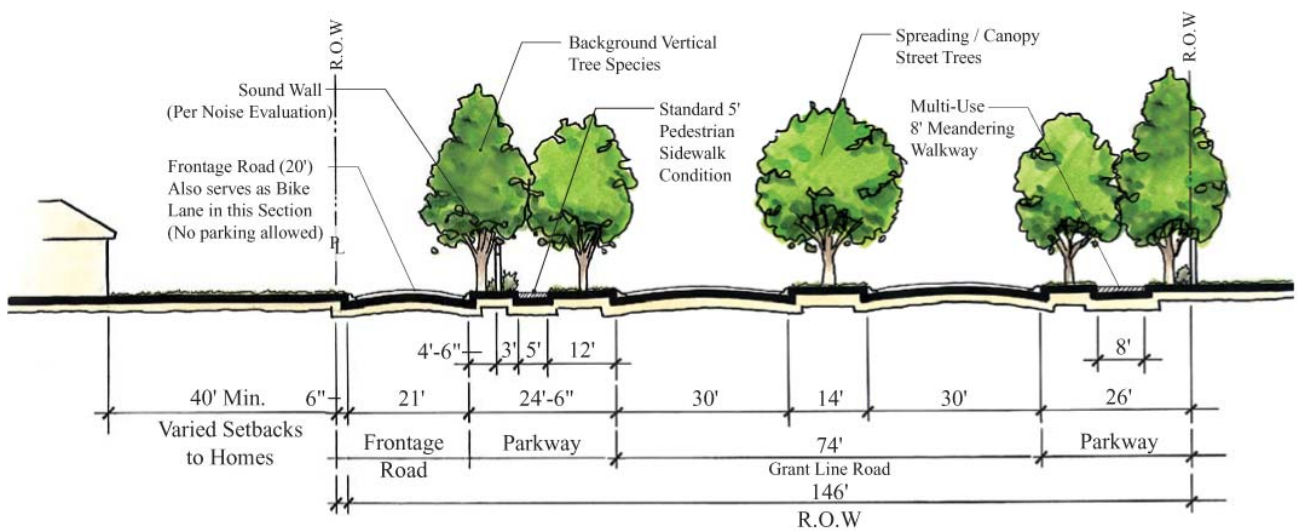 R.O.W
R.O.W
Background Vertical
Tree Species
Spreading / Canopy
Street Trees
Sound Wall
(Per Noise Evaluation)
Standard 5'
Pedestrian
Sidewalk
Condition
Multi-Use
8' Meandering
Walkway
Frontage Road (20')
Also serves as Bike
Lane in this Section
(No parking allowed)
PL
4'-6"
3'
5'
12'
8'
40' Min.
6"
21'
24'-6"
30'
14'
30'
26'
Varied Setbacks
to Homes
Frontage
Road
Parkway
74'
Grant Line Road
Parkway
146'
R.O.W